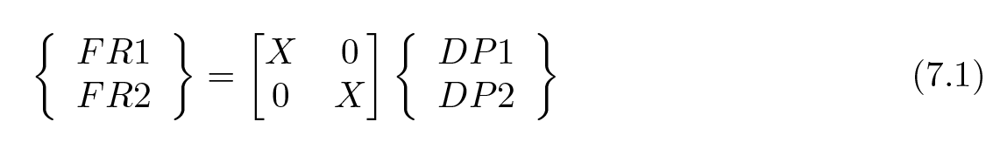 { FR1 FR2 } = [ X 0 0 X ] { DP1 DP2 } (7.1)